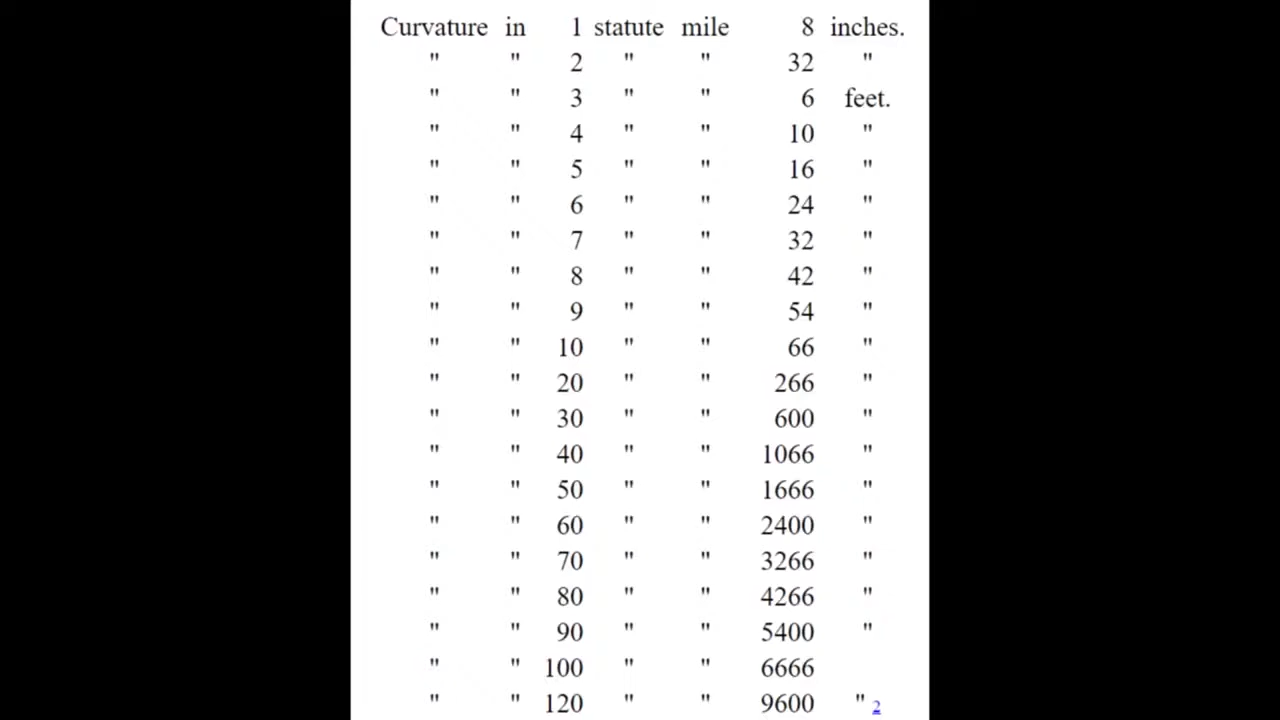 Curvature in 1 statute mile 8 inches.
" " 2 " " 32 "
" " 3 " " 6 feet.
" " 4 " " 10 "
" " 5 " " 16 "
" " 6 " " 24 "
" " 7 " " 32 "
" " 8 " " 42 "
" " 9 " " 54 "
" " 10 " " 66 "
" " 20 " " 266 "
" " 30 " " 600 "
" " 40 " " 1066 "
" " 50 " " 1666 "
" " 60 " " 2400 "
" " 70 " " 3266 "
" " 80 " " 4266 "
" " 90 " " 5400 "
" " 100 " " 6666
" " 120 " " 9600 " 2